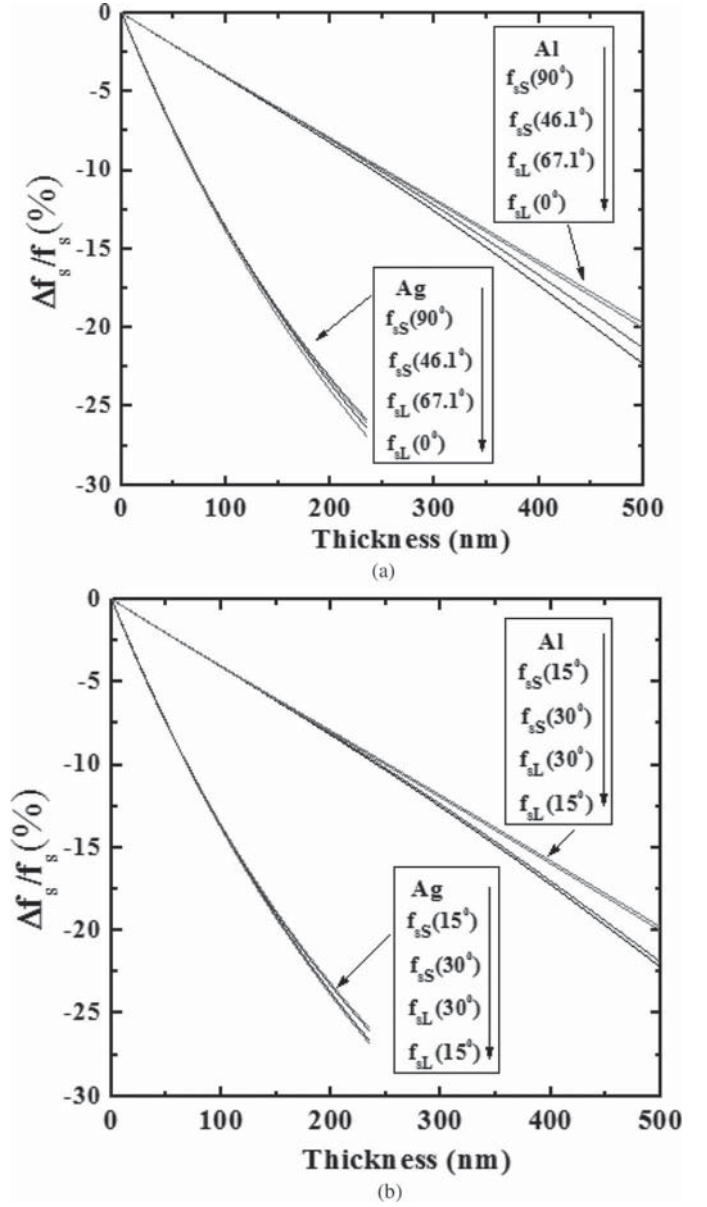 0
-5
-10
-15
-20
-25
-30
Δf_s/f_s (%)
Al
f_sS(90⁰)
f_sS(46.1⁰)
f_sL(67.1⁰)
f_sL(0⁰)
Ag
f_sS(90⁰)
f_sS(46.1⁰)
f_sL(67.1⁰)
f_sL(0⁰)
0 100 200 300 400 500
Thickness (nm)
(a)
0
-5
-10
-15
-20
-25
-30
Δf_s/f_s (%)
Al
f_sS(15⁰)
f_sS(30⁰)
f_sL(30⁰)
f_sL(15⁰)
Ag
f_sS(15⁰)
f_sS(30⁰)
f_sL(30⁰)
f_sL(15⁰)
0 100 200 300 400 500
Thickness (nm)
(b)